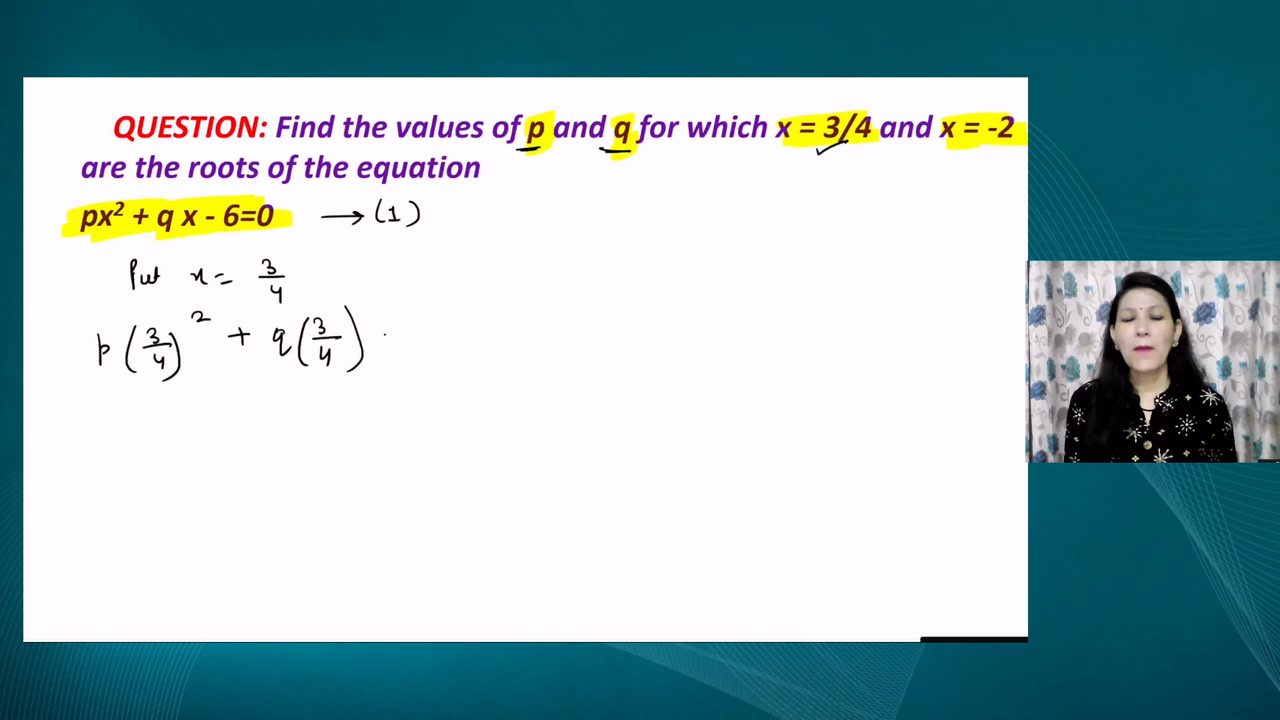 QUESTION: Find the values of p and q for which x = 3/4 and x = -2
are the roots of the equation
px² + q x - 6=0 → (1)
Put x = 3/4
p(3/4)² + q(3/4)